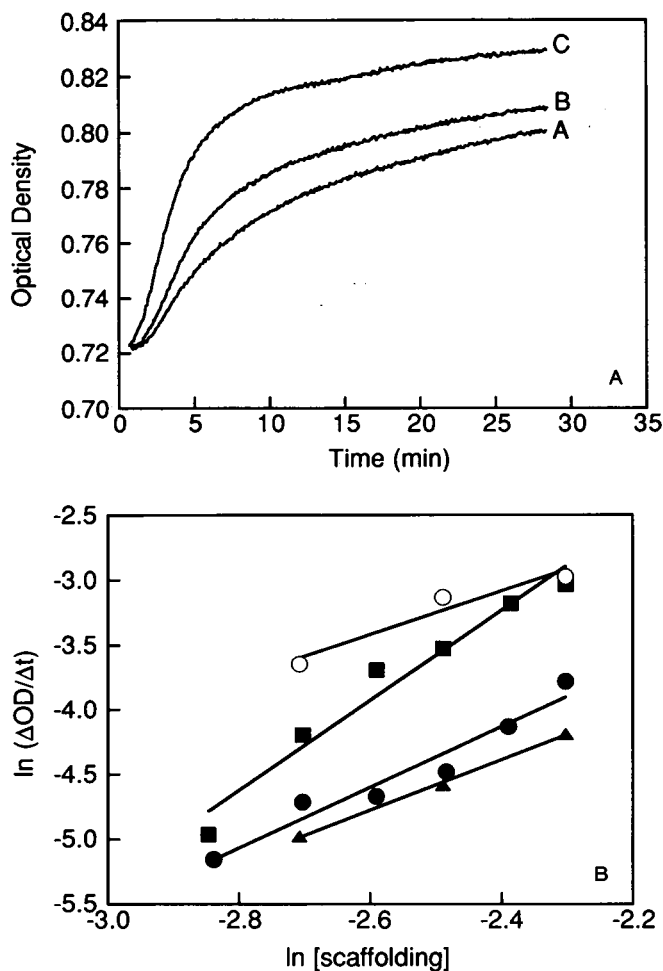 0.84
0.82
0.80
0.78
0.76
0.74
0.72
0.70
Optical Density
C
B
A
A
0 5 10 15 20 25 30 35
Time (min)
-2.5
-3.0
-3.5
-4.0
-4.5
-5.0
-5.5
ln (ΔOD/Δt)
B
-3.0 -2.8 -2.6 -2.4 -2.2
ln [scaffolding]